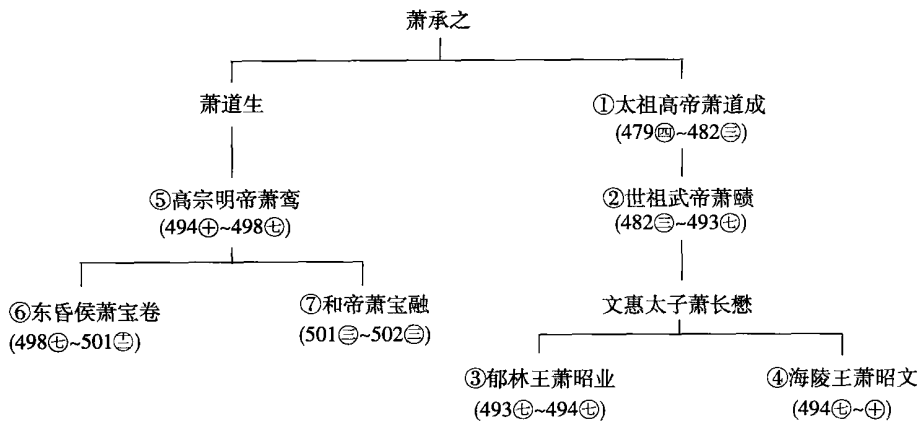 萧承之
萧道生
①太祖高帝萧道成
(479㊃~482㊂)
⑤高宗明帝萧鸾
(494㊉~498㊆)
②世祖武帝萧赜
(482㊂~493㊆)
⑥东昏侯萧宝卷
(498㊆~501十二)
⑦和帝萧宝融
(501㊂~502㊂)
文惠太子萧长懋
③郁林王萧昭业
(493㊆~494㊆)
④海陵王萧昭文
(494㊆~㊉)